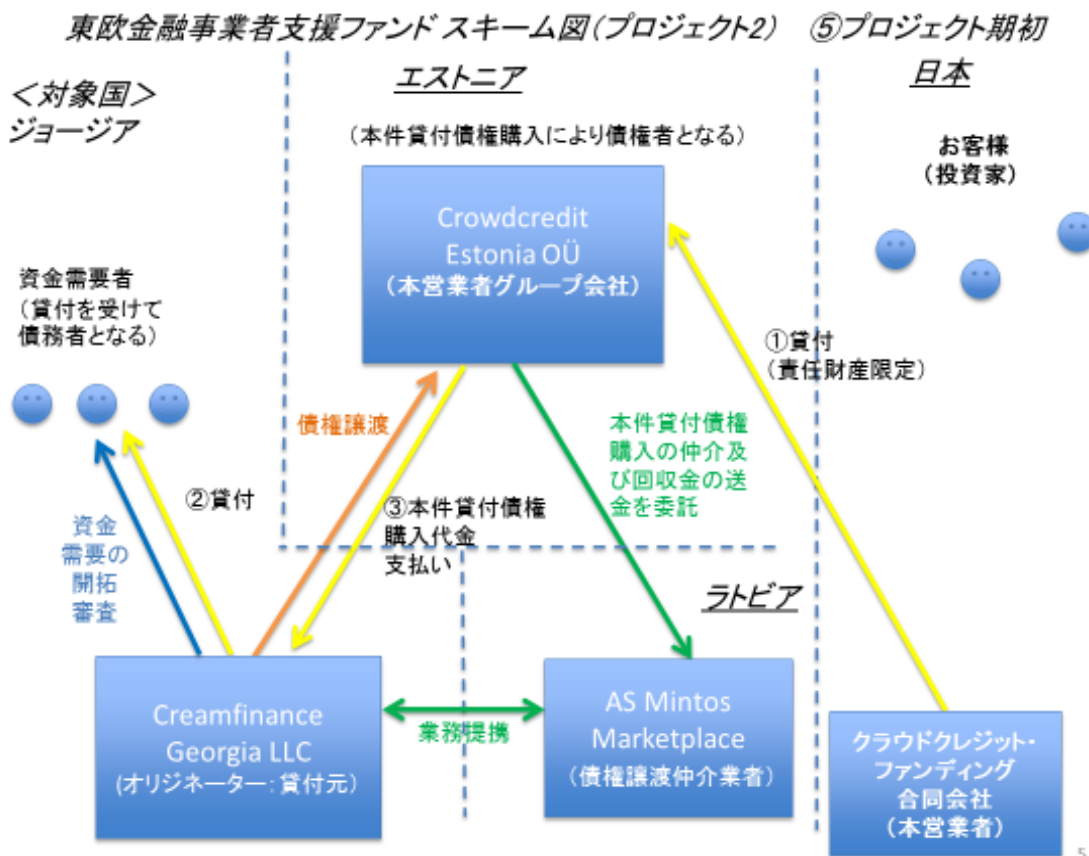 東欧金融事業者支援ファンド スキーム図(プロジェクト2) ⑤プロジェクト期初
<対象国>
ジョージア
エストニア
日本
(本件貸付債権購入により債権者となる)
お客様
(投資家)
Crowdcredit
Estonia OÜ
(本営業者グループ会社)
資金需要者
(貸付を受けて
債務者となる)
①貸付
(責任財産限定)
債権譲渡
本件貸付債権
購入の仲介及
び回収金の送
金を委託
②貸付
③本件貸付債権
購入代金
支払い
資金
需要の
開拓
審査
ラトビア
Creamfinance
Georgia LLC
(オリジネーター:貸付元)
業務提携
AS Mintos
Marketplace
(債権譲渡仲介業者)
クラウドクレジット・
ファンディング
合同会社
(本営業者)
5